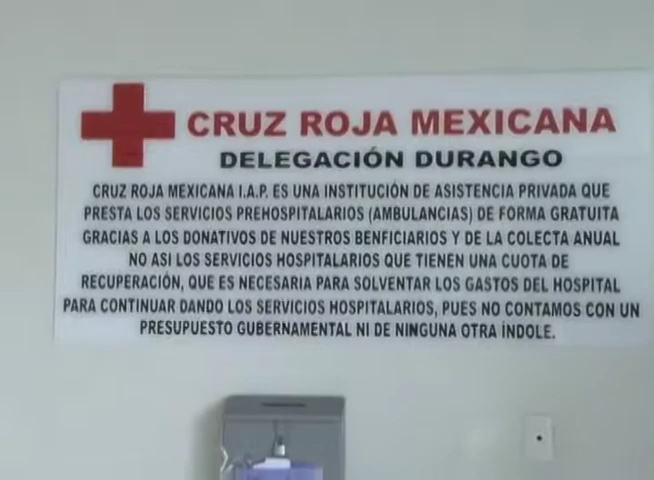 CRUZ ROJA MEXICANA
DELEGACIÓN DURANGO
CRUZ ROJA MEXICANA I.A.P. ES UNA INSTITUCIÓN DE ASISTENCIA PRIVADA QUE
PRESTA LOS SERVICIOS PREHOSPITALARIOS (AMBULANCIAS) DE FORMA GRATUITA
GRACIAS A LOS DONATIVOS DE NUESTROS BENFICIARIOS Y DE LA COLECTA ANUAL
NO ASI LOS SERVICIOS HOSPITALARIOS QUE TIENEN UNA CUOTA DE
RECUPERACIÓN, QUE ES NECESARIA PARA SOLVENTAR LOS GASTOS DEL HOSPITAL
PARA CONTINUAR DANDO LOS SERVICIOS HOSPITALARIOS, PUES NO CONTAMOS CON UN
PRESUPUESTO GUBERNAMENTAL NI DE NINGUNA OTRA ÍNDOLE.